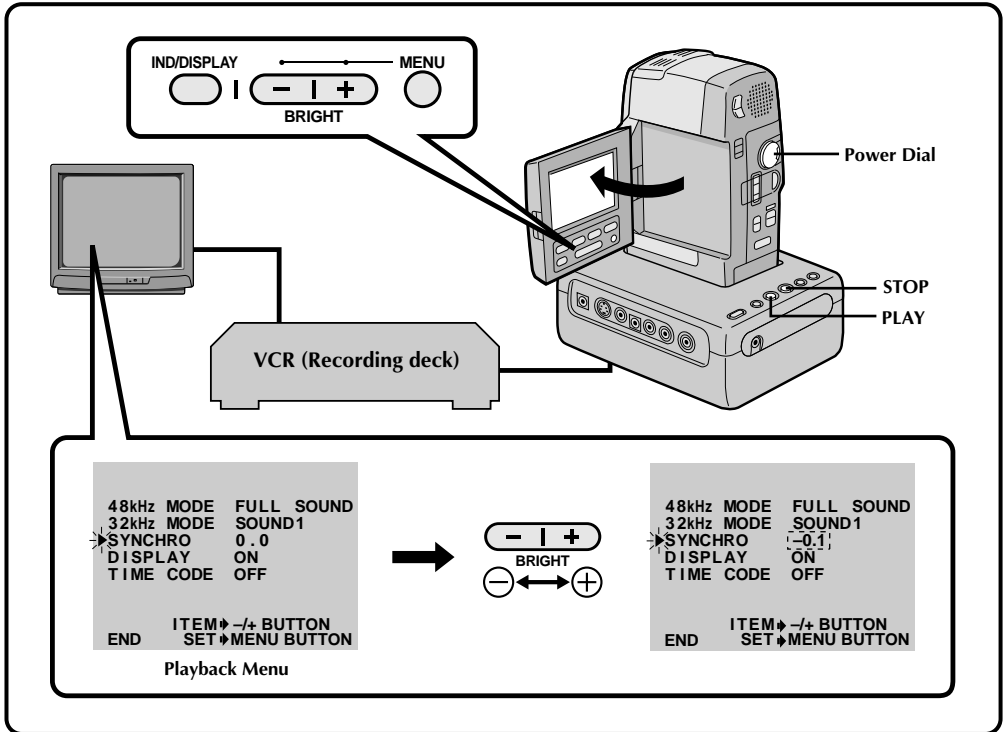 IND/DISPLAY
MENU
BRIGHT
Power Dial
STOP
PLAY
VCR (Recording deck)
48kHz MODE FULL SOUND
32kHz MODE SOUND1
SYNCHRO 0.0
DISPLAY ON
TIME CODE OFF
ITEM –/+ BUTTON
END SET MENU BUTTON
Playback Menu
BRIGHT
48kHz MODE FULL SOUND
32kHz MODE SOUND1
SYNCHRO –0.1
DISPLAY ON
TIME CODE OFF
ITEM –/+ BUTTON
END SET MENU BUTTON